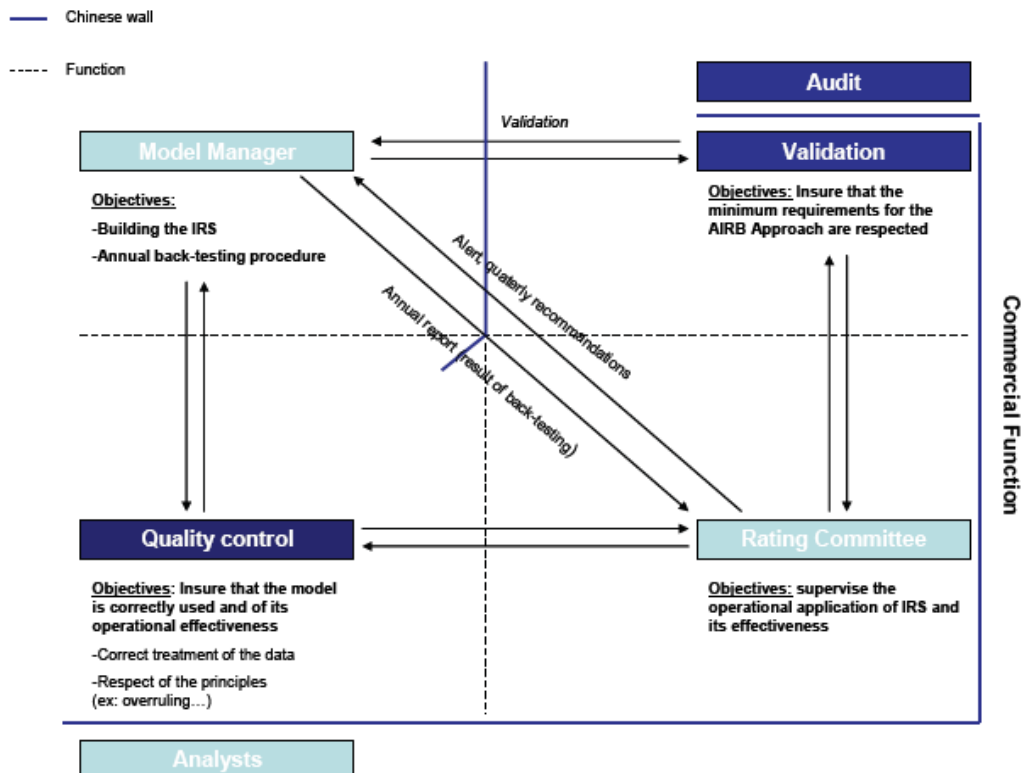 Chinese wall
Function
Audit
Validation
Model Manager
Validation
Objectives:
-Building the IRS
-Annual back-testing procedure
Objectives: Insure that the
minimum requirements for the
AIRB Approach are respected
Alert, quaterly recommandations
Annual report (result of back-testing)
Commercial Function
Quality control
Rating Committee
Objectives: Insure that the model
is correctly used and of its
operational effectiveness
-Correct treatment of the data
-Respect of the principles
(ex: overruling…)
Objectives: supervise the
operational application of IRS and
its effectiveness
Analysts